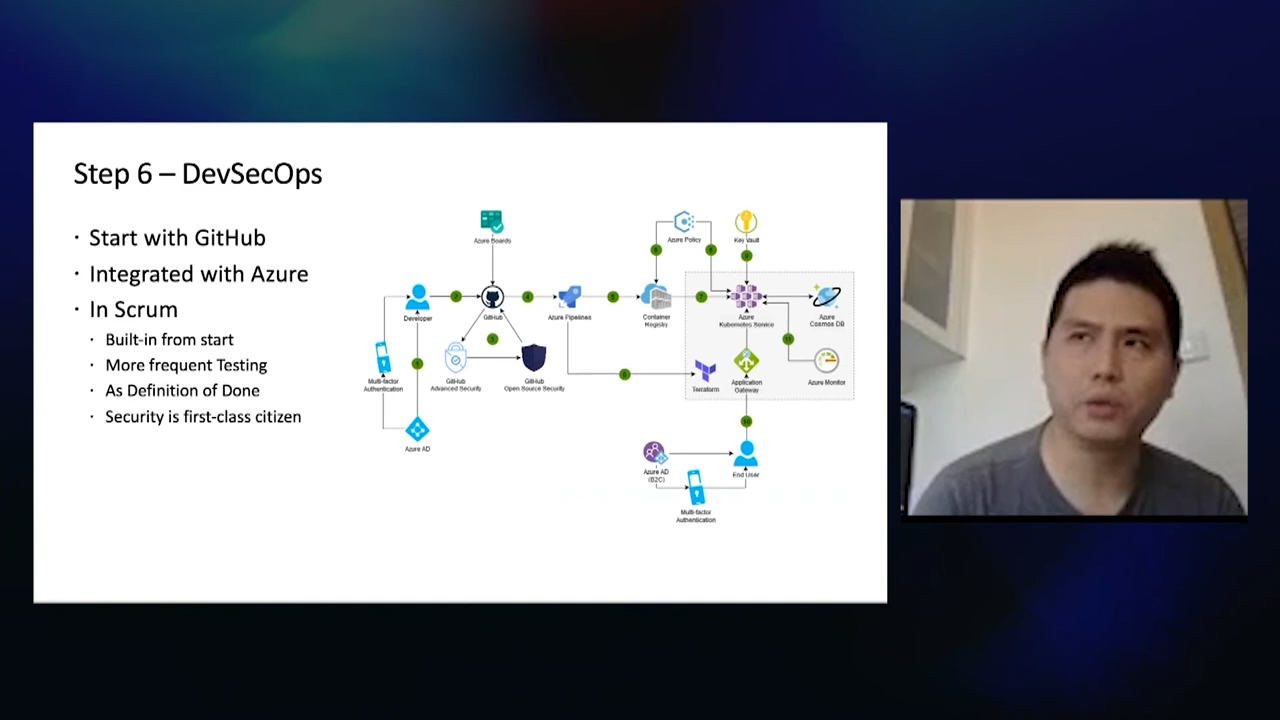 Step 6 – DevSecOps
· Start with GitHub
· Integrated with Azure
· In Scrum
· Built-in from start
· More frequent Testing
· As Definition of Done
· Security is first-class citizen
Azure Boards
Azure Policy
Key Vault
Developer
GitHub
Azure Pipelines
Container
Registry
Azure
Kubernetes Service
Azure
Cosmos DB
Multi-factor
Authentication
GitHub
Advanced Security
GitHub
Open Source Security
Terraform
Application
Gateway
Azure Monitor
Azure AD
Azure AD
(B2C)
End User
Multi-factor
Authentication